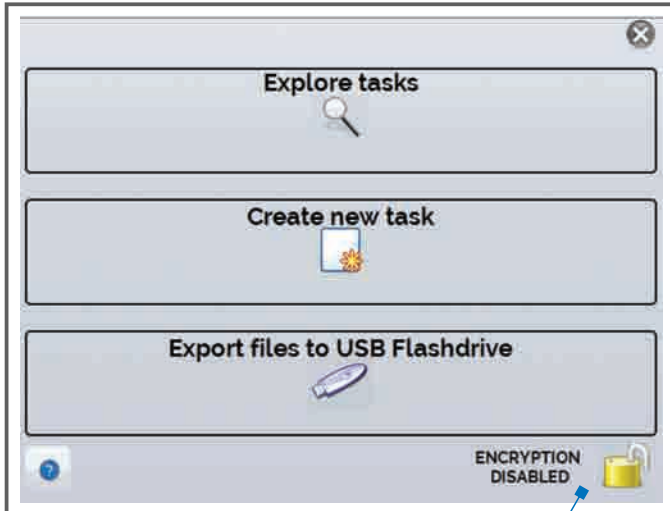 Explore tasks
Create new task
Export files to USB Flashdrive
?
ENCRYPTION
DISABLED